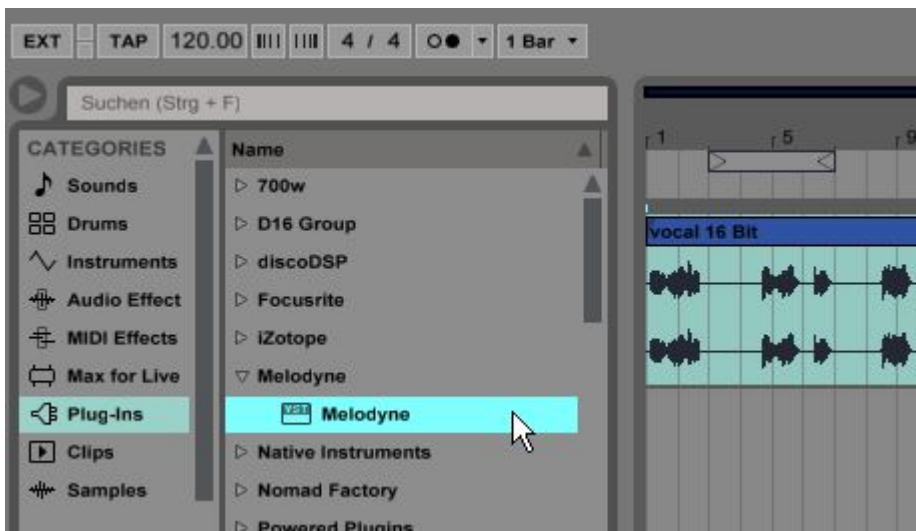 EXT TAP 120.00 4 / 4 1 Bar
Suchen (Strg + F)
CATEGORIES
Sounds
Drums
Instruments
Audio Effect
MIDI Effects
Max for Live
Plug-Ins
Clips
Samples
Name
700w
D16 Group
discoDSP
Focusrite
iZotope
Melodyne
VST Melodyne
Native Instruments
Nomad Factory
Powered Plugins
1 5 9
vocal 16 Bit